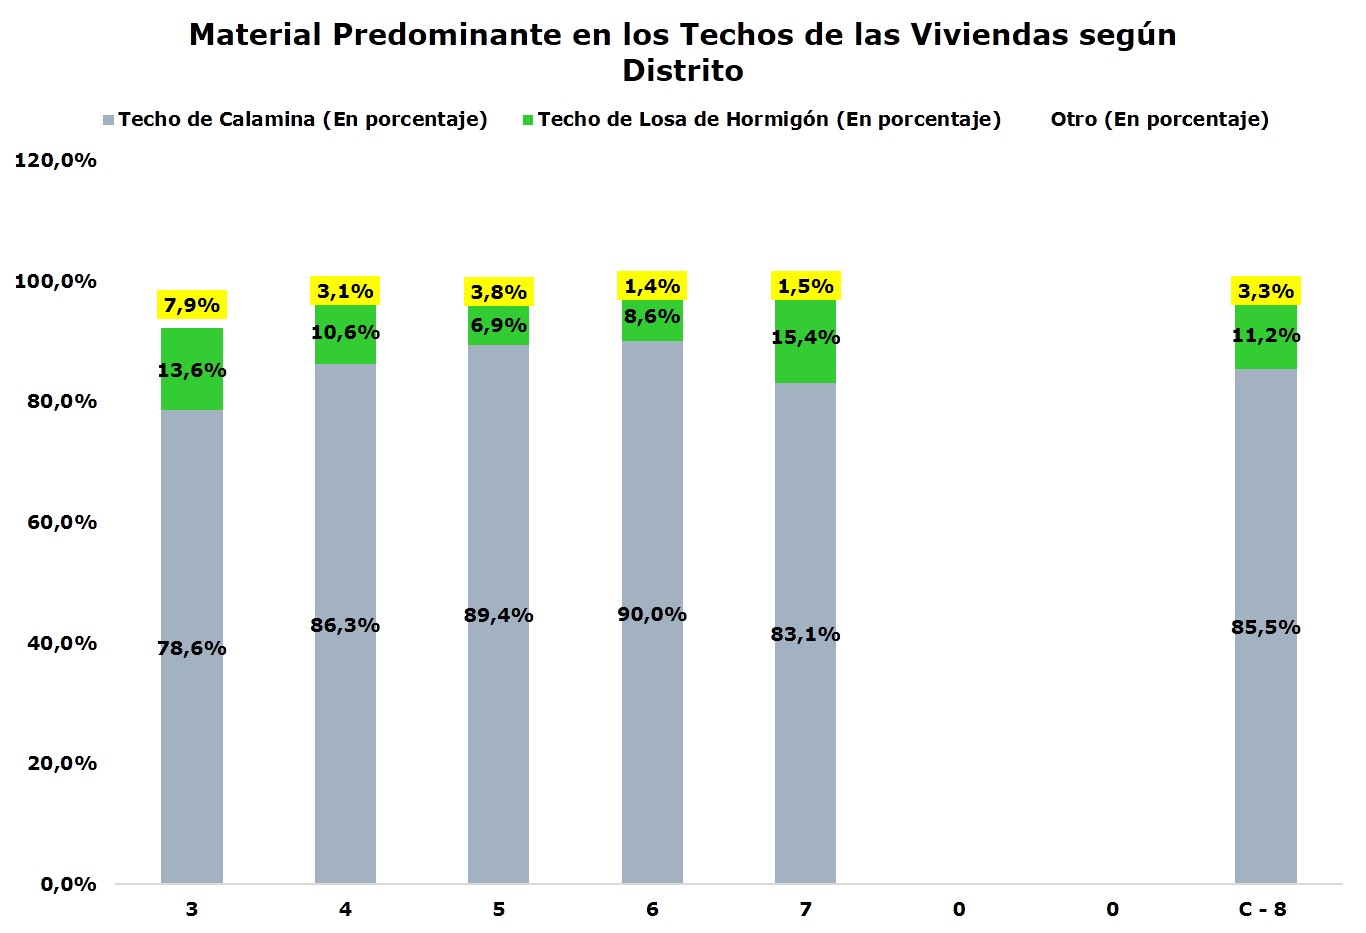 Material Predominante en los Techos de las Viviendas según
Distrito
Techo de Calamina (En porcentaje) Techo de Losa de Hormigón (En porcentaje) Otro (En porcentaje)
120,0%
100,0%
80,0%
60,0%
40,0%
20,0%
0,0%
7,9% 3,1% 3,8% 1,4% 1,5% 3,3%
13,6% 10,6% 6,9% 8,6% 15,4% 11,2%
78,6% 86,3% 89,4% 90,0% 83,1% 85,5%
3 4 5 6 7 0 0 C - 8